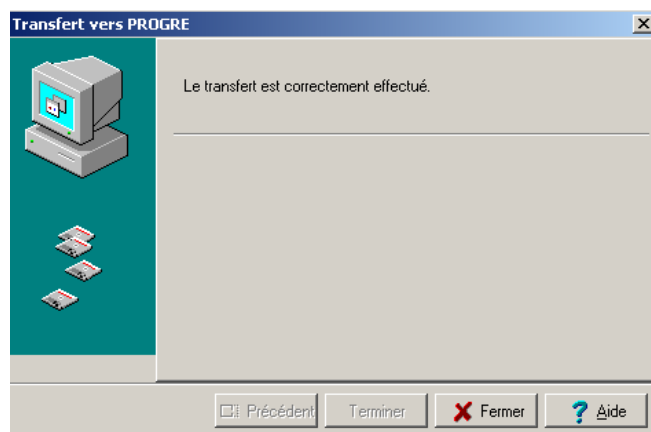 Transfert vers PROGRE
Le transfert est correctement effectué.
Précédent
Terminer
Fermer
Aide